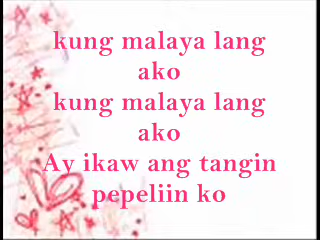 kung malaya lang
ako
kung malaya lang
ako
Ay ikaw ang tangin
pepeliin ko